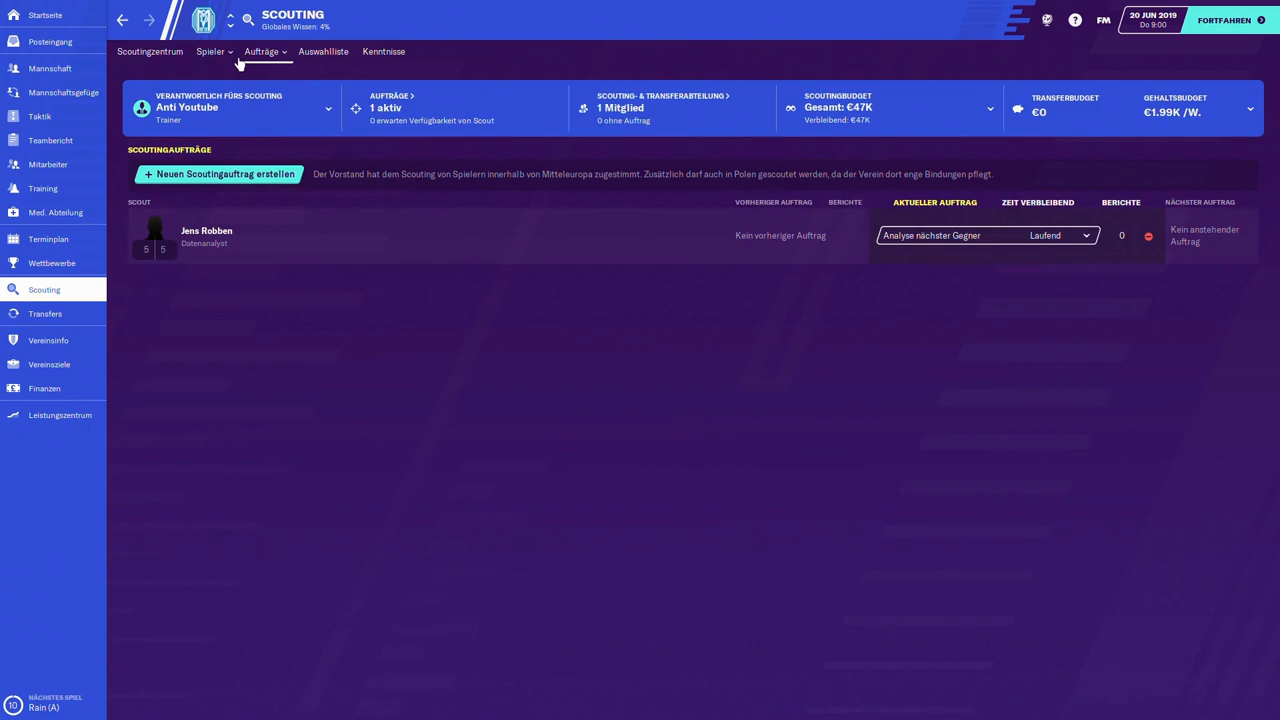 Startseite
Posteingang
Mannschaft
Mannschaftsgefüge
Taktik
Teambericht
Mitarbeiter
Training
Med. Abteilung
Terminplan
Wettbewerbe
Scouting
Transfers
Vereinsinfo
Vereinsziele
Finanzen
Leistungszentrum
10
NÄCHSTES SPIEL
Rain (A)
SCOUTING
Globales Wissen: 4%
FM
20 JUN 2019
Do 9:00
FORTFAHREN
Scoutingzentrum Spieler Aufträge Auswahlliste Kenntnisse
VERANTWORTLICH FÜRS SCOUTING
Anti Youtube
Trainer
AUFTRÄGE >
1 aktiv
0 erwarten Verfügbarkeit von Scout
SCOUTING- & TRANSFERABTEILUNG >
1 Mitglied
0 ohne Auftrag
SCOUTINGBUDGET
Gesamt: €47K
Verbleibend: €47K
TRANSFERBUDGET
€0
GEHALTSBUDGET
€1.99K /W.
SCOUTINGAUFTRÄGE
+ Neuen Scoutingauftrag erstellen
Der Vorstand hat dem Scouting von Spielern innerhalb von Mitteleuropa zugestimmt. Zusätzlich darf auch in Polen gescoutet werden, da der Verein dort enge Bindungen pflegt.
SCOUT VORHERIGER AUFTRAG BERICHTE AKTUELLER AUFTRAG ZEIT VERBLEIBEND BERICHTE NÄCHSTER AUFTRAG
5 5
Jens Robben
Datenanalyst
Kein vorheriger Auftrag
Analyse nächster Gegner Laufend
0
Kein anstehender
Auftrag